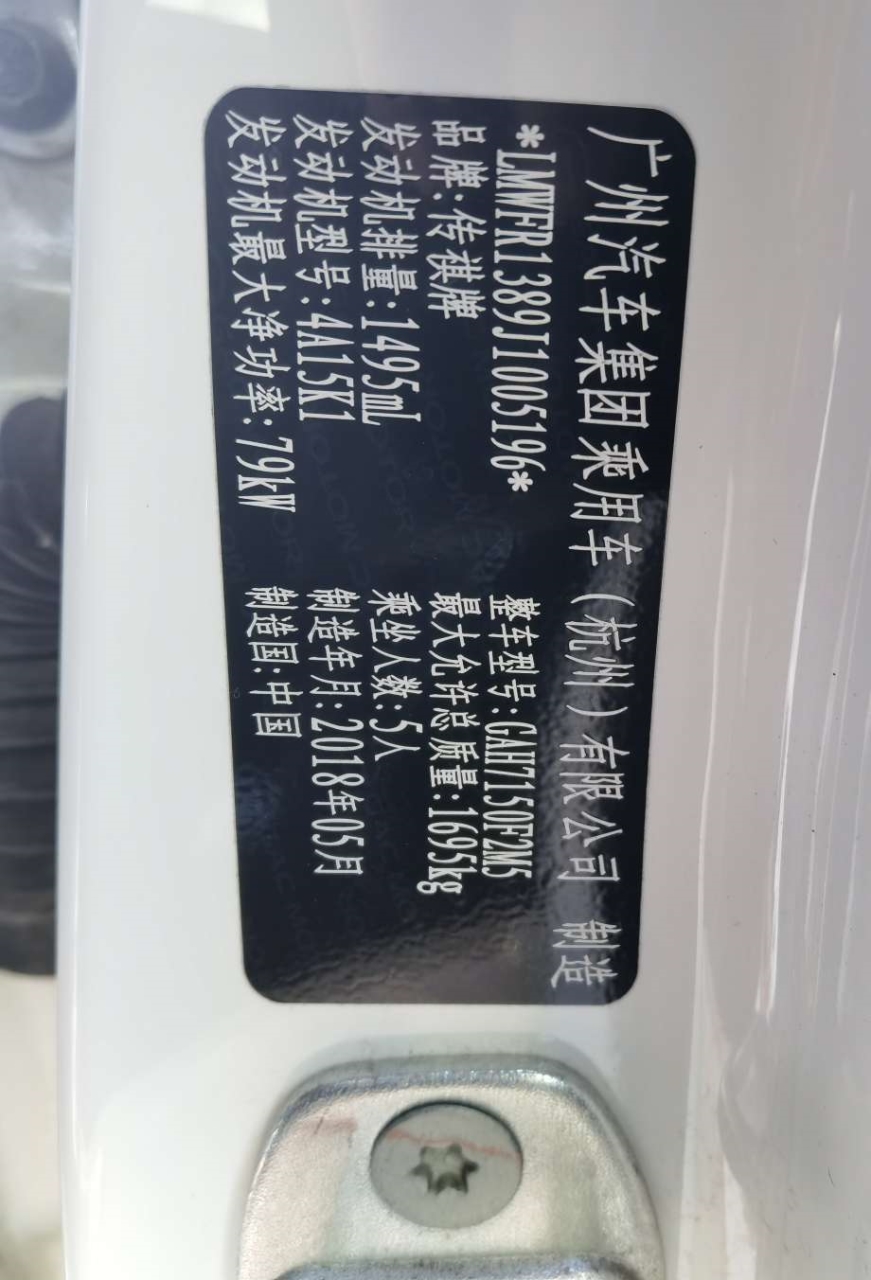 广州汽车集团乘用车（杭州）有限公司 制造
*LMWFR1389J1005196*
品牌:传祺牌
发动机排量:1495mL
发动机型号:4A15K1
发动机最大净功率:79kW
整车型号:GAH7150F2M5
最大允许总质量:1695kg
乘坐人数:5人
制造年月:2018年05月
制造国:中国